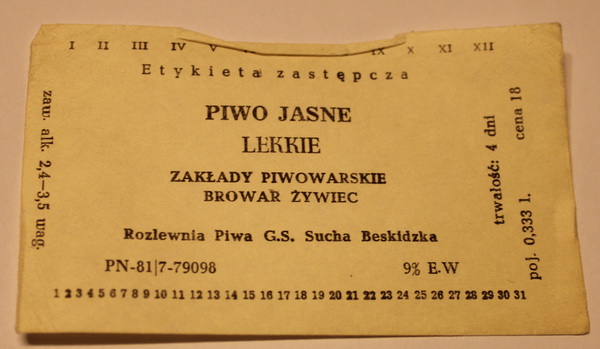 I II III IV V IX X XI XII
Etykieta zastępcza
PIWO JASNE
LEKKIE
ZAKŁADY PIWOWARSKIE
BROWAR ŻYWIEC
Rozlewnia Piwa G.S. Sucha Beskidzka
PN-81|7-79098 9% E.W
1 2 3 4 5 6 7 8 9 10 11 12 13 14 15 16 17 18 19 20 21 22 23 24 25 26 27 28 29 30 31
zaw. alk. 2,4—3,5 wag.
trwałość: 4 dni
poj. 0,333 l. cena 18